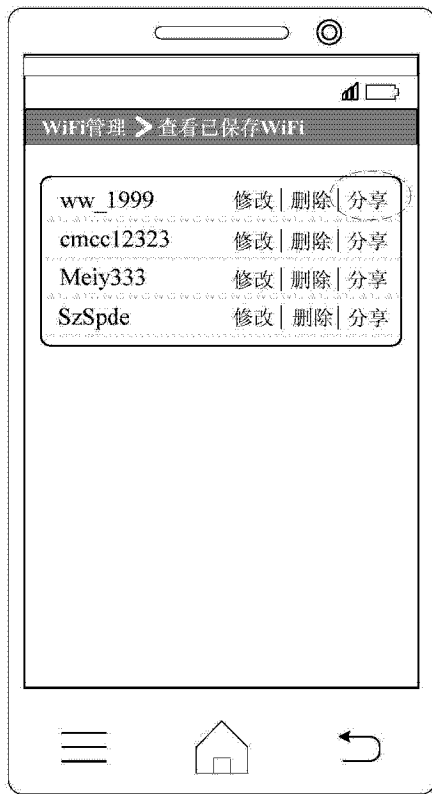 WiFi管理 > 查看已保存WiFi
ww_1999 修改|删除|分享
cmcc12323 修改|删除|分享
Meiy333 修改|删除|分享
SzSpde 修改|删除|分享